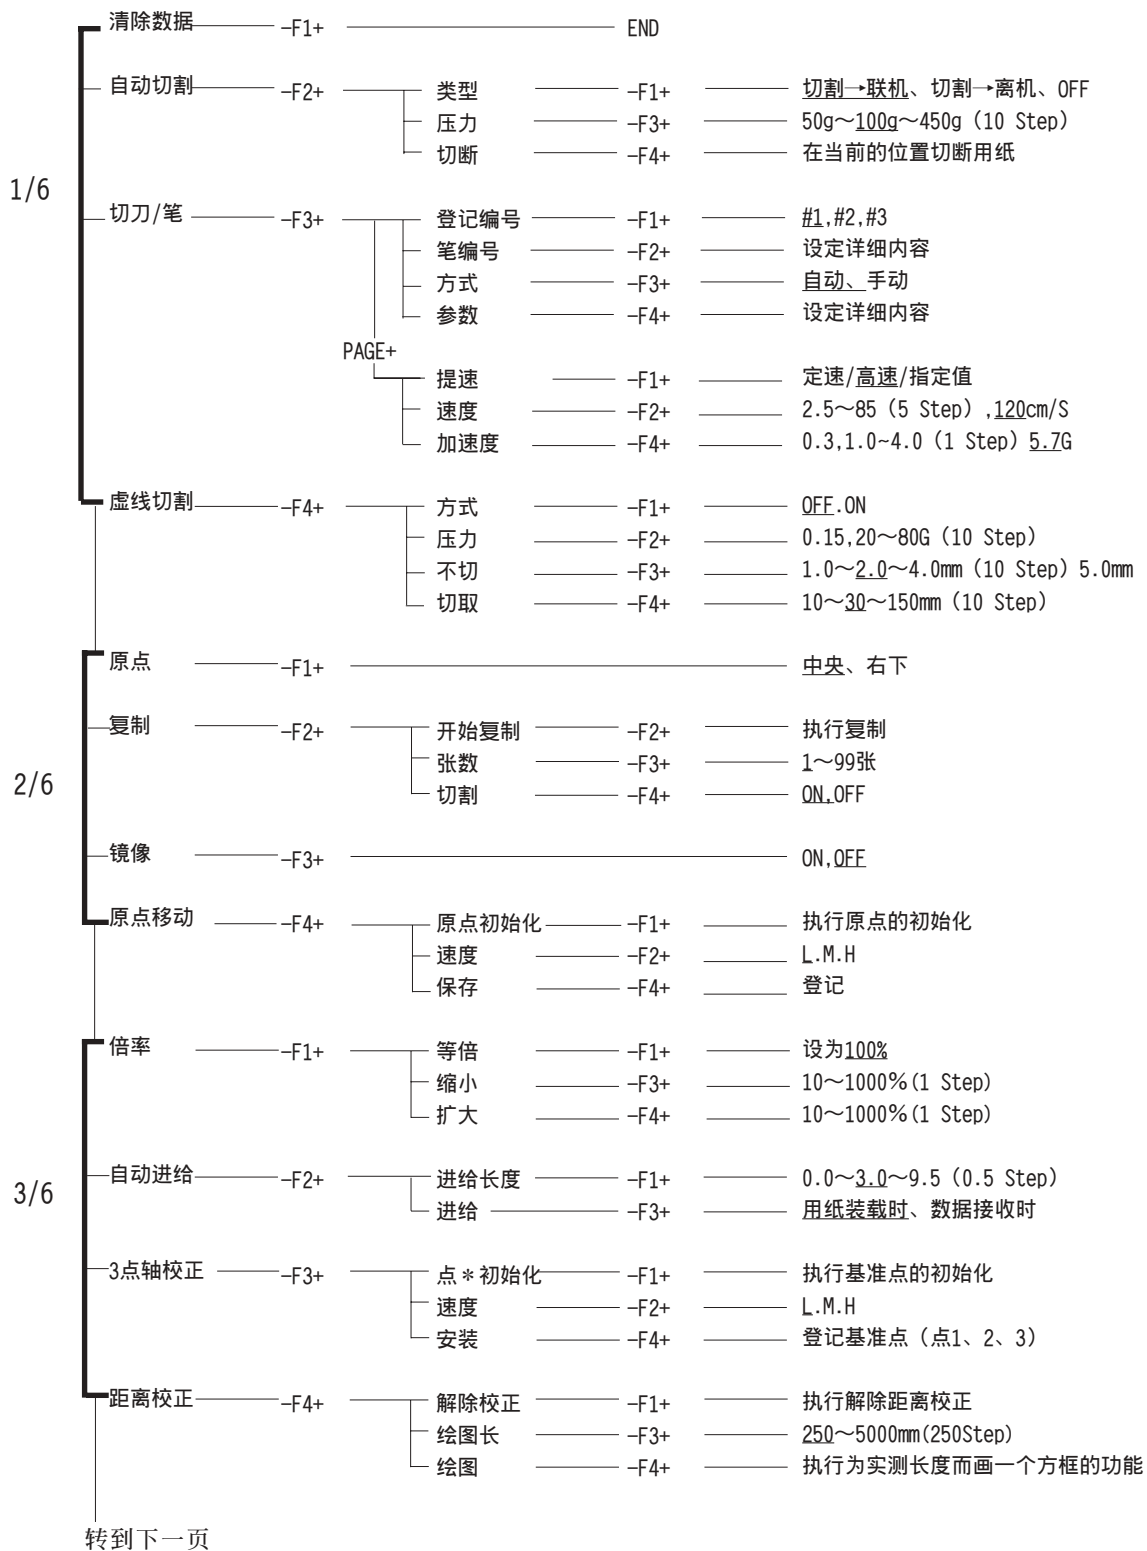 清除数据 —F1+ END
自动切割 —F2+ 类型 —F1+ 切割→联机、切割→离机、OFF
压力 —F3+ 50g～100g～450g (10 Step)
切断 —F4+ 在当前的位置切断用纸
1/6
切刀/笔 —F3+ 登记编号 —F1+ #1,#2,#3
笔编号 —F2+ 设定详细内容
方式 —F3+ 自动、手动
参数 —F4+ 设定详细内容
PAGE+
提速 —F1+ 定速/高速/指定值
速度 —F2+ 2.5～85 (5 Step) ,120cm/S
加速度 —F4+ 0.3,1.0~4.0 (1 Step) 5.7G
虚线切割 —F4+ 方式 —F1+ OFF.ON
压力 —F2+ 0.15,20～80G (10 Step)
不切 —F3+ 1.0～2.0～4.0mm (10 Step) 5.0mm
切取 —F4+ 10～30～150mm (10 Step)
原点 —F1+ 中央、右下
复制 —F2+ 开始复制 —F2+ 执行复制
张数 —F3+ 1～99张
2/6
切割 —F4+ ON,OFF
镜像 —F3+ ON,OFF
原点移动 —F4+ 原点初始化 —F1+ 执行原点的初始化
速度 —F2+ L.M.H
保存 —F4+ 登记
倍率 —F1+ 等倍 —F1+ 设为100%
缩小 —F3+ 10～1000%(1 Step)
扩大 —F4+ 10～1000%(1 Step)
自动进给 —F2+ 进给长度 —F1+ 0.0～3.0～9.5 (0.5 Step)
3/6
进给 —F3+ 用纸装载时、数据接收时
3点轴校正 —F3+ 点＊初始化 —F1+ 执行基准点的初始化
速度 —F2+ L.M.H
安装 —F4+ 登记基准点（点1、2、3）
距离校正 —F4+ 解除校正 —F1+ 执行解除距离校正
绘图长 —F3+ 250～5000mm(250Step)
绘图 —F4+ 执行为实测长度而画一个方框的功能
转到下一页